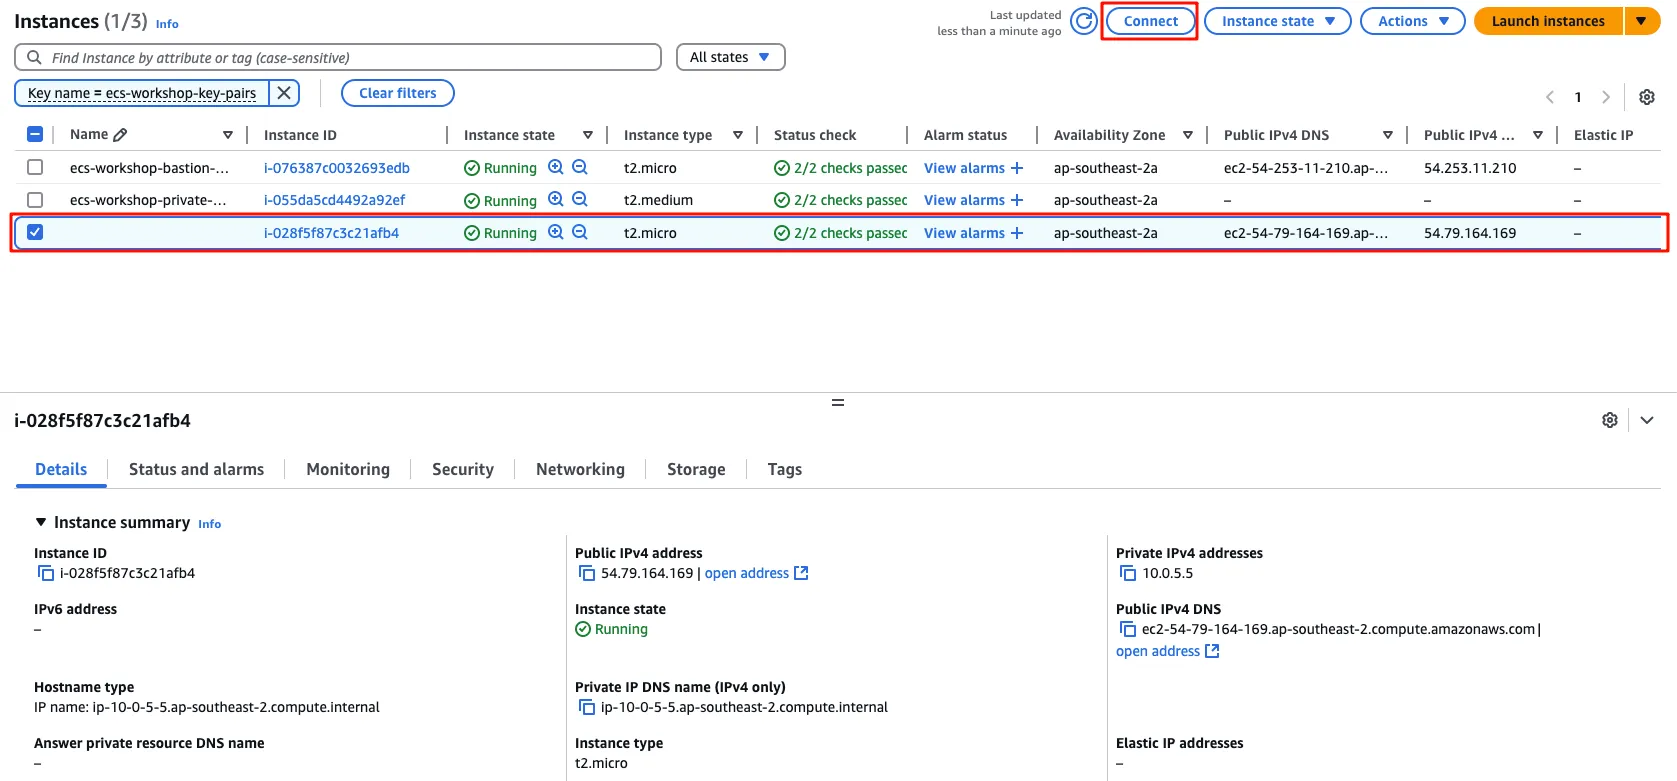 Instances (1/3) Info
Last updated
less than a minute ago
Connect
Instance state
Actions
Launch instances
Find Instance by attribute or tag (case-sensitive)
All states
Key name = ecs-workshop-key-pairs
Clear filters
1
Name Instance ID Instance state Instance type Status check Alarm status Availability Zone Public IPv4 DNS Public IPv4 ... Elastic IP
ecs-workshop-bastion-... i-076387c0032693edb Running t2.micro 2/2 checks passec View alarms + ap-southeast-2a ec2-54-253-11-210.ap-... 54.253.11.210 –
ecs-workshop-private-... i-055da5cd4492a92ef Running t2.medium 2/2 checks passec View alarms + ap-southeast-2a – – –
i-028f5f87c3c21afb4 Running t2.micro 2/2 checks passec View alarms + ap-southeast-2a ec2-54-79-164-169.ap-... 54.79.164.169 –
i-028f5f87c3c21afb4
Details Status and alarms Monitoring Security Networking Storage Tags
Instance summary Info
Instance ID
i-028f5f87c3c21afb4
Public IPv4 address
54.79.164.169 | open address
Private IPv4 addresses
10.0.5.5
IPv6 address
–
Instance state
Running
Public IPv4 DNS
ec2-54-79-164-169.ap-southeast-2.compute.amazonaws.com |
open address
Hostname type
IP name: ip-10-0-5-5.ap-southeast-2.compute.internal
Private IP DNS name (IPv4 only)
ip-10-0-5-5.ap-southeast-2.compute.internal
Answer private resource DNS name
–
Instance type
t2.micro
Elastic IP addresses
–